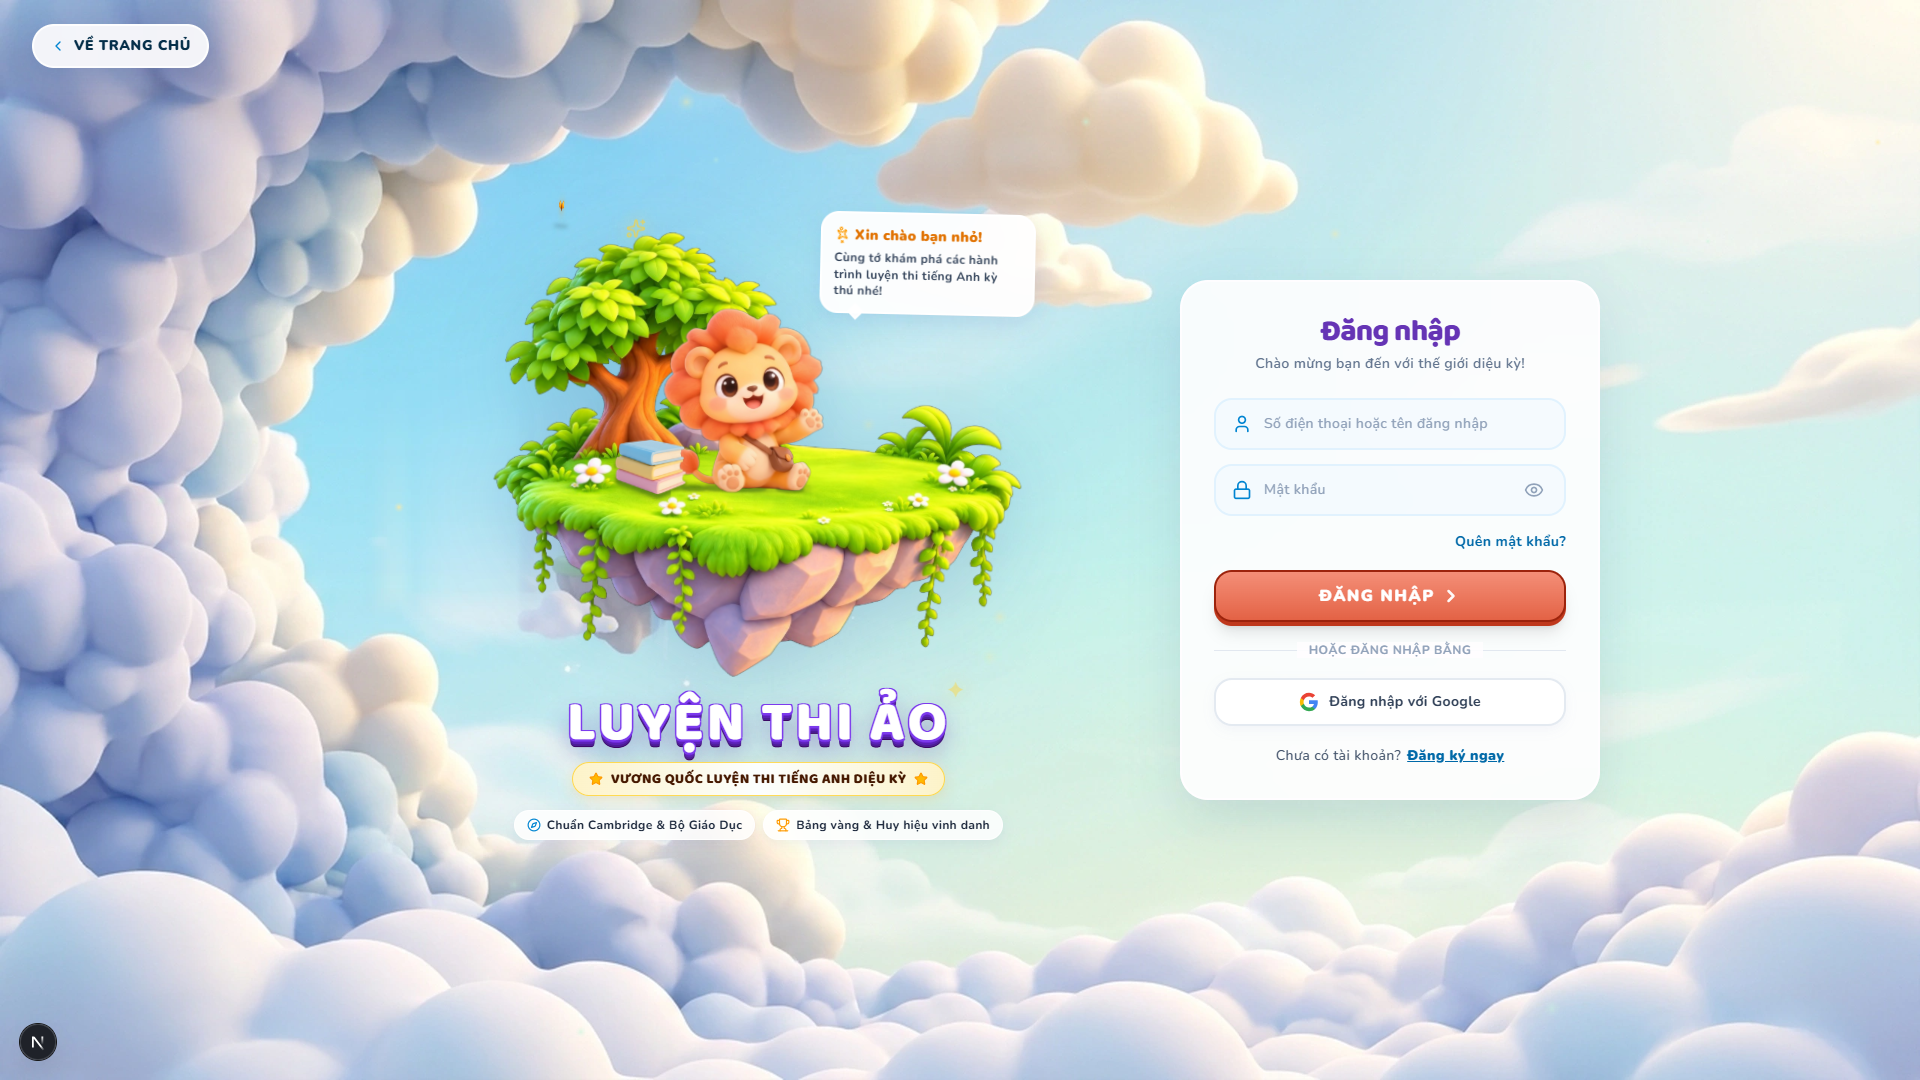 VỀ TRANG CHỦ
Xin chào bạn nhỏ!
Cùng tớ khám phá các hành
trình luyện thi tiếng Anh kỳ
thú nhé!
LUYỆN THI ẢO
VƯƠNG QUỐC LUYỆN THI TIẾNG ANH DIỆU KỲ
Chuẩn Cambridge & Bộ Giáo Dục
Bảng vàng & Huy hiệu vinh danh
Đăng nhập
Chào mừng bạn đến với thế giới diệu kỳ!
Số điện thoại hoặc tên đăng nhập
Mật khẩu
Quên mật khẩu?
ĐĂNG NHẬP
HOẶC ĐĂNG NHẬP BẰNG
Đăng nhập với Google
Chưa có tài khoản? Đăng ký ngay
N